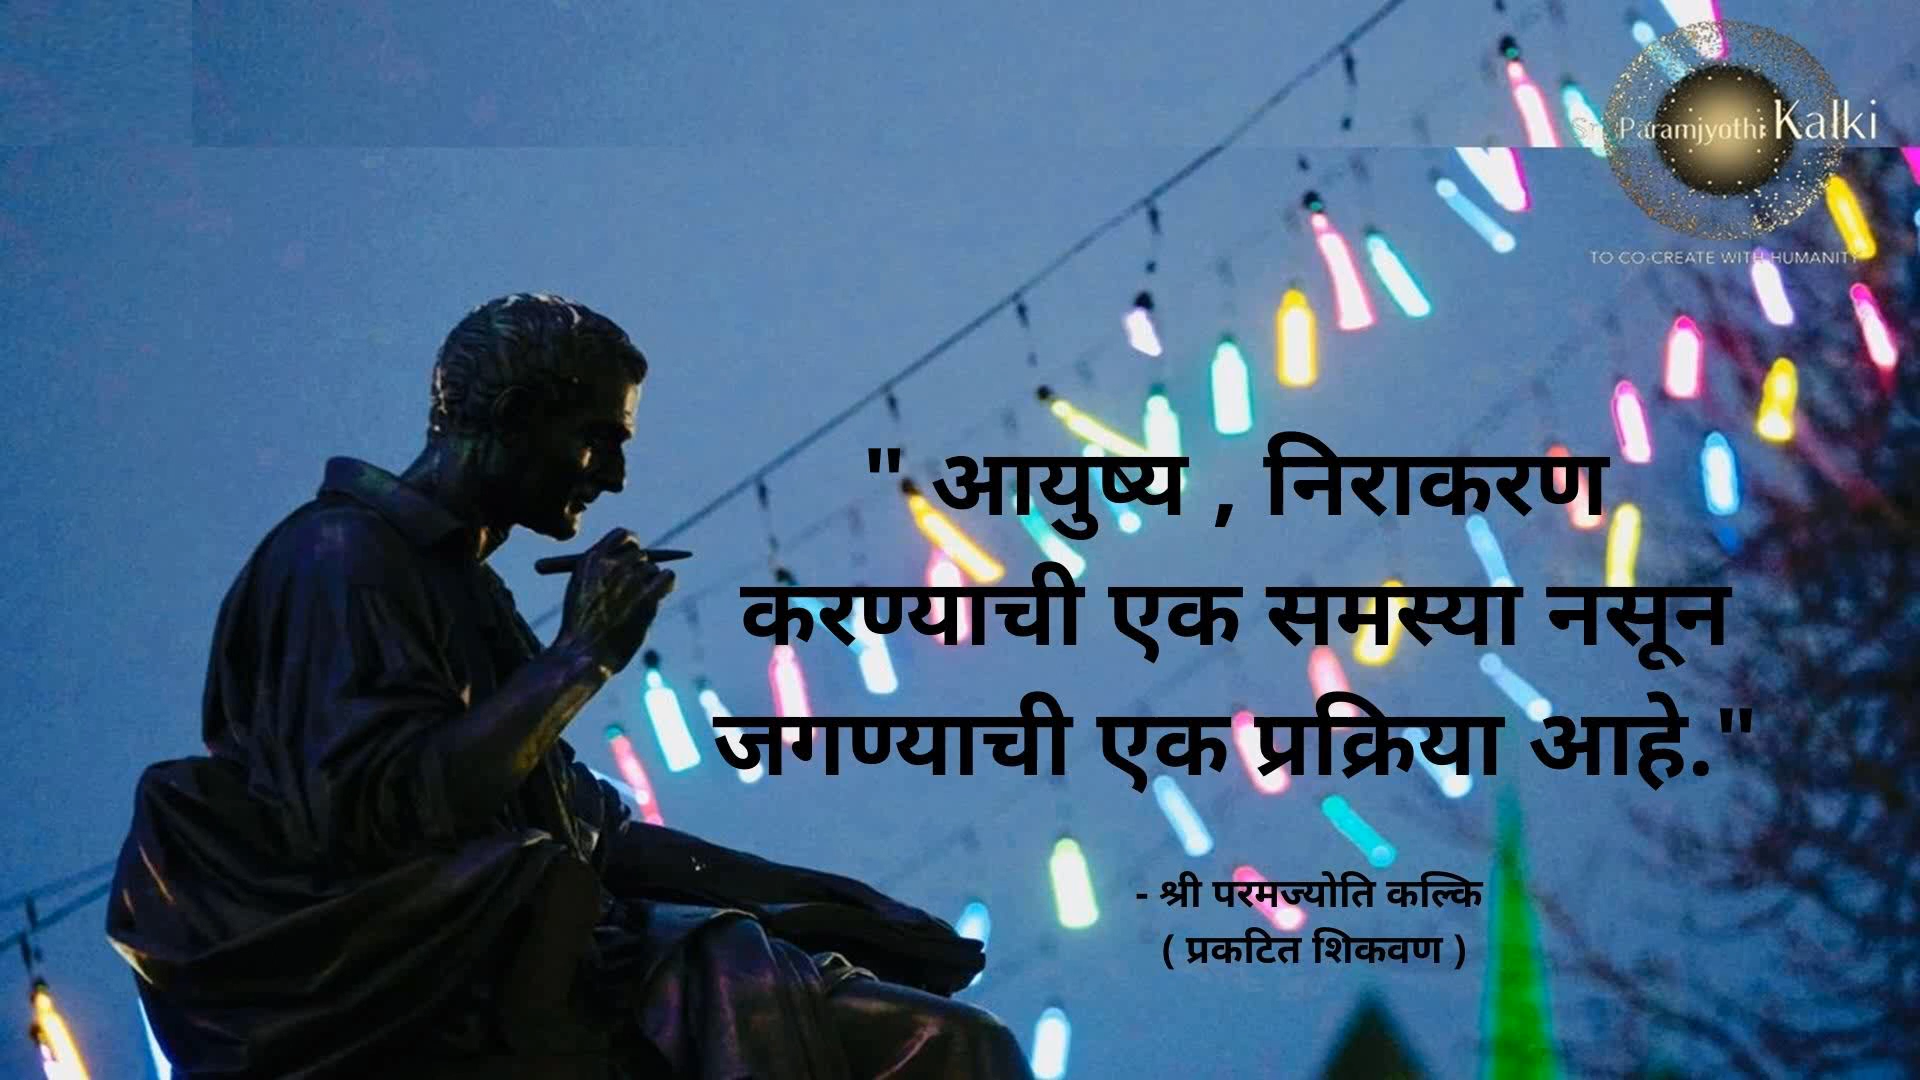 Sri Paramjyothi Kalki
TO CO-CREATE WITH HUMANITY
" आयुष्य , निराकरण
करण्याची एक समस्या नसून
जगण्याची एक प्रक्रिया आहे."
- श्री परमज्योति कल्कि
( प्रकटित शिकवण )